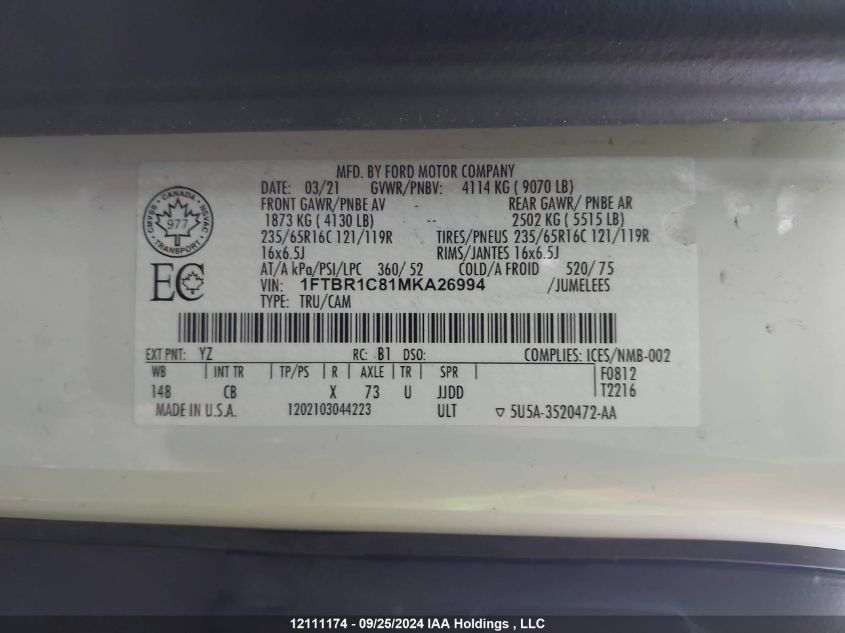 MFD. BY FORD MOTOR COMPANY
DATE: 03/21 GVWR/PNBV: 4114 KG ( 9070 LB)
FRONT GAWR/ PNBE AV - REAR GAWR/ PNBE AR
1873 KG ( 4130 LB) -- 2502 KG ( 5515 LB)
235/65R16C 121/119R TIRES/PNEUS 235/65R16C 121/119R
16x6.5J RIMS/JANTES 16x6.5J
AT/A kPa/PSI/LPC 360/ 52 COLD/A FROID 520/ 75
VIN: 1FTBR1C81MKA26994 /JUMELEES
TYPE: TRU/CAM
CANADA
CMVSS NSVAC
977
TRANSPORT
EC
EXT PNT: YZ RC: B1 DSO: COMPLIES: ICES/NMB-002
WB INT TR TP/PS R AXLE TR SPR F0812
148 CB X 73 U JJDD T2216
MADE IN U.S.A. 1202103044223 ULT ▽ 5U5A-3520472-AA
12111174 - 09/25/2024 IAA Holdings , LLC